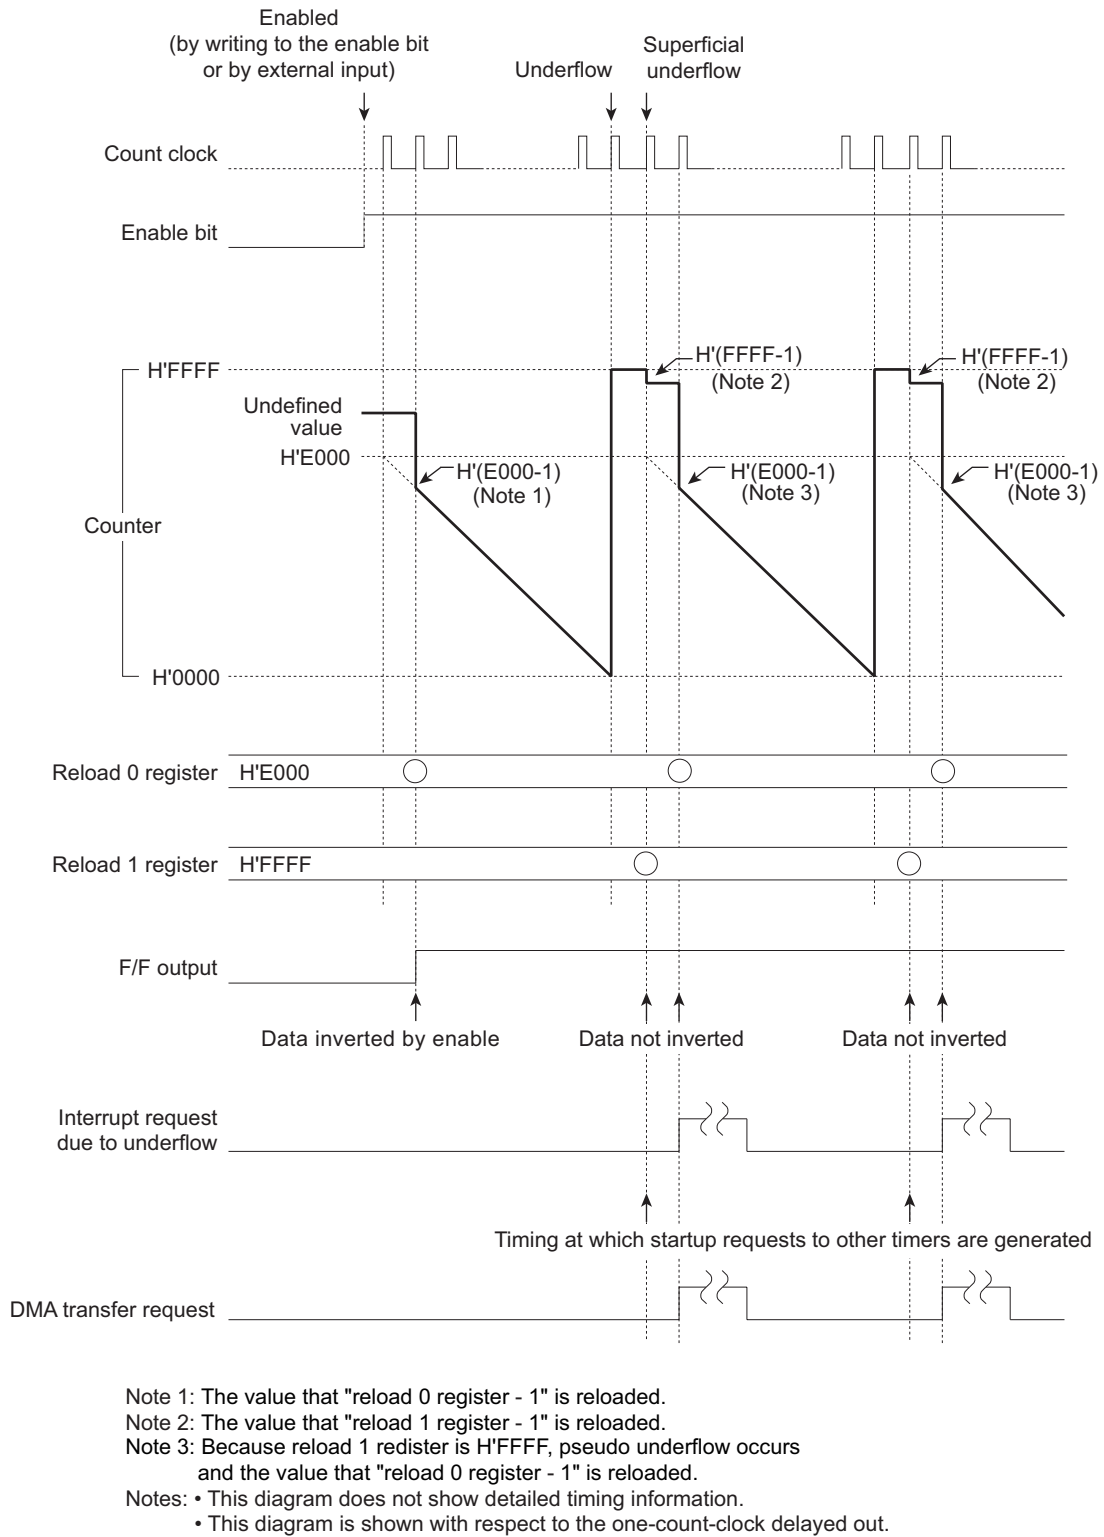 Enabled
(by writing to the enable bit
or by external input)
Underflow
Superficial
underflow
Count clock
Enable bit
H'FFFF
H'(FFFF-1)
(Note 2)
H'(FFFF-1)
(Note 2)
Undefined
value
H'E000
H'(E000-1)
(Note 1)
H'(E000-1)
(Note 3)
H'(E000-1)
(Note 3)
Counter
H'0000
Reload 0 register
H'E000
Reload 1 register
H'FFFF
F/F output
Data inverted by enable
Data not inverted
Data not inverted
Interrupt request
due to underflow
Timing at which startup requests to other timers are generated
DMA transfer request
Note 1: The value that "reload 0 register - 1" is reloaded.
Note 2: The value that "reload 1 register - 1" is reloaded.
Note 3: Because reload 1 redister is H'FFFF, pseudo underflow occurs
and the value that "reload 0 register - 1" is reloaded.
Notes: • This diagram does not show detailed timing information.
• This diagram is shown with respect to the one-count-clock delayed out.